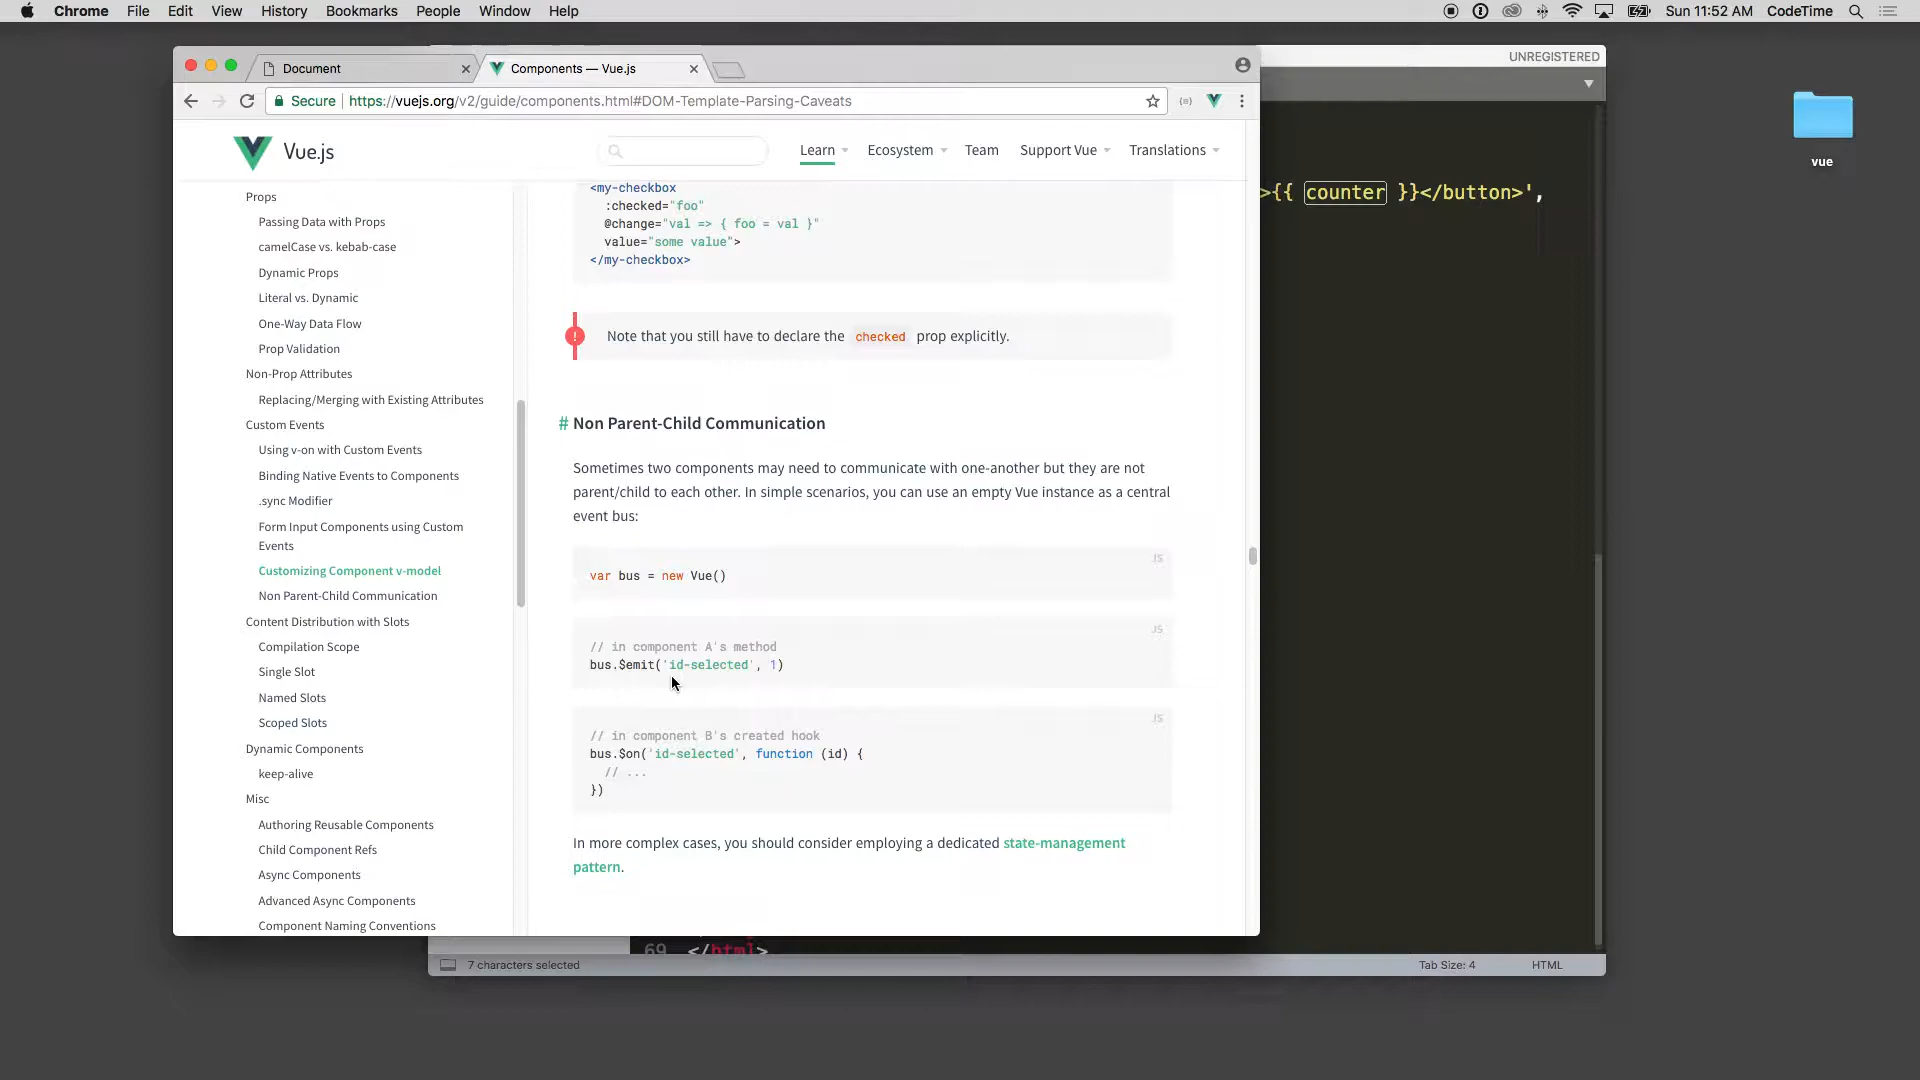 Chrome File Edit View History Bookmarks People Window Help
Sun 11:52 AM CodeTime
UNREGISTERED
Document
Components — Vue.js
Secure
https://vuejs.org/v2/guide/components.html#DOM-Template-Parsing-Caveats
vue
Vue.js
Learn Ecosystem Team Support Vue Translations
>{{ counter }}</button>',
Props
Passing Data with Props
camelCase vs. kebab-case
Dynamic Props
Literal vs. Dynamic
One-Way Data Flow
Prop Validation
Non-Prop Attributes
Replacing/Merging with Existing Attributes
Custom Events
Using v-on with Custom Events
Binding Native Events to Components
.sync Modifier
Form Input Components using Custom
Events
Customizing Component v-model
Non Parent-Child Communication
Content Distribution with Slots
Compilation Scope
Single Slot
Named Slots
Scoped Slots
Dynamic Components
keep-alive
Misc
Authoring Reusable Components
Child Component Refs
Async Components
Advanced Async Components
Component Naming Conventions
<my-checkbox
:checked="foo"
@change="val => { foo = val }"
value="some value">
</my-checkbox>
!
Note that you still have to declare the checked prop explicitly.
# Non Parent-Child Communication
Sometimes two components may need to communicate with one-another but they are not
parent/child to each other. In simple scenarios, you can use an empty Vue instance as a central
event bus:
JS
var bus = new Vue()
JS
// in component A's method
bus.$emit('id-selected', 1)
JS
// in component B's created hook
bus.$on('id-selected', function (id) {
// ...
})
In more complex cases, you should consider employing a dedicated state-management
pattern.
69 </html>
7 characters selected
Tab Size: 4
HTML